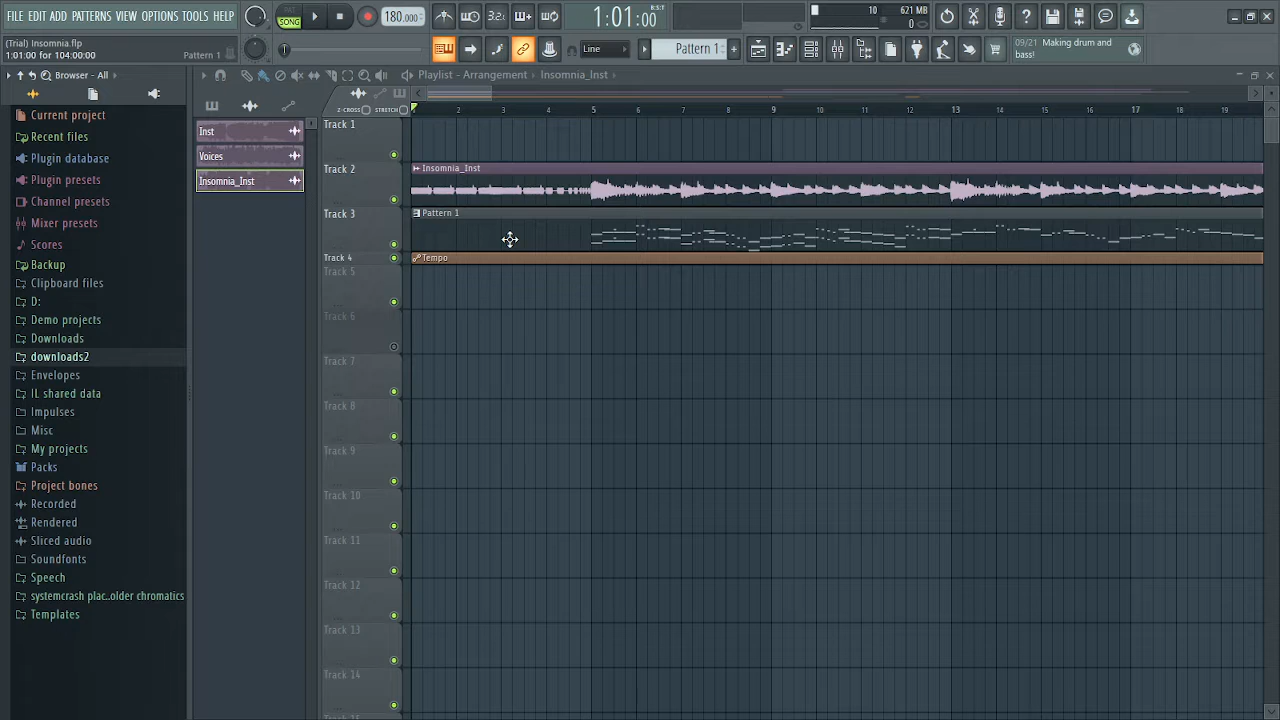 FILE EDIT ADD PATTERNS VIEW OPTIONS TOOLS HELP
PAT
SONG
180.000
3.2.
1:01:00
B:S:T
10
621 MB
0
(Trial) Insomnia.flp
1:01:00 for 104:00:00
Pattern 1
Line
Pattern 1
09/21 Making drum and bass!
Browser - All
Playlist - Arrangement
Insomnia_Inst
Z-CROSS
STRETCH
2 3 4 5 6 7 8 9 10 11 12 13 14 15 16 17 18 19
Current project
Recent files
Plugin database
Plugin presets
Channel presets
Mixer presets
Scores
Backup
Clipboard files
D:
Demo projects
Downloads
downloads2
Envelopes
IL shared data
Impulses
Misc
My projects
Packs
Project bones
Recorded
Rendered
Sliced audio
Soundfonts
Speech
systemcrash plac..older chromatics
Templates
Inst
Voices
Insomnia_Inst
Track 1
Track 2
Insomnia_Inst
Track 3
Pattern 1
Track 4
Tempo
Track 5
Track 6
Track 7
Track 8
Track 9
Track 10
Track 11
Track 12
Track 13
Track 14